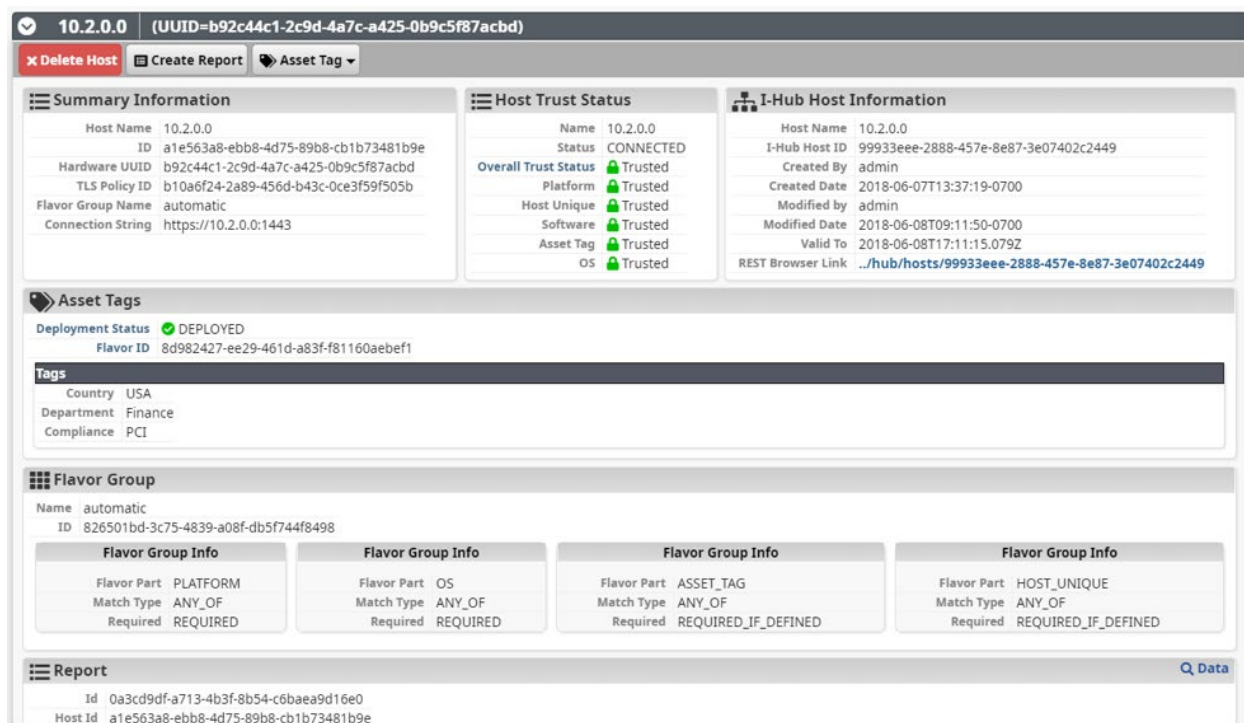 10.2.0.0 (UUID=b92c44c1-2c9d-4a7c-a425-0b9c5f87acbd)
× Delete Host Create Report Asset Tag
Summary Information
Host Name 10.2.0.0
ID a1e563a8-ebb8-4d75-89b8-cb1b73481b9e
Hardware UUID b92c44c1-2c9d-4a7c-a425-0b9c5f87acbd
TLS Policy ID b10a6f24-2a89-456d-b43c-0ce3f59f505b
Flavor Group Name automatic
Connection String https://10.2.0.0:1443
Host Trust Status
Name 10.2.0.0
Status CONNECTED
Overall Trust Status Trusted
Platform Trusted
Host Unique Trusted
Software Trusted
Asset Tag Trusted
OS Trusted
I-Hub Host Information
Host Name 10.2.0.0
I-Hub Host ID 99933eee-2888-457e-8e87-3e07402c2449
Created By admin
Created Date 2018-06-07T13:37:19-0700
Modified by admin
Modified Date 2018-06-08T09:11:50-0700
Valid To 2018-06-08T17:11:15.079Z
REST Browser Link ../hub/hosts/99933eee-2888-457e-8e87-3e07402c2449
Asset Tags
Deployment Status DEPLOYED
Flavor ID 8d982427-ee29-461d-a83f-f81160aebef1
Tags
Country USA
Department Finance
Compliance PCI
Flavor Group
Name automatic
ID 826501bd-3c75-4839-a08f-db5f744f8498
Flavor Group Info
Flavor Part PLATFORM
Match Type ANY_OF
Required REQUIRED
Flavor Group Info
Flavor Part OS
Match Type ANY_OF
Required REQUIRED
Flavor Group Info
Flavor Part ASSET_TAG
Match Type ANY_OF
Required REQUIRED_IF_DEFINED
Flavor Group Info
Flavor Part HOST_UNIQUE
Match Type ANY_OF
Required REQUIRED_IF_DEFINED
Report Data
Id 0a3cd9df-a713-4b3f-8b54-c6baea9d16e0
Host Id a1e563a8-ebb8-4d75-89b8-cb1b73481b9e